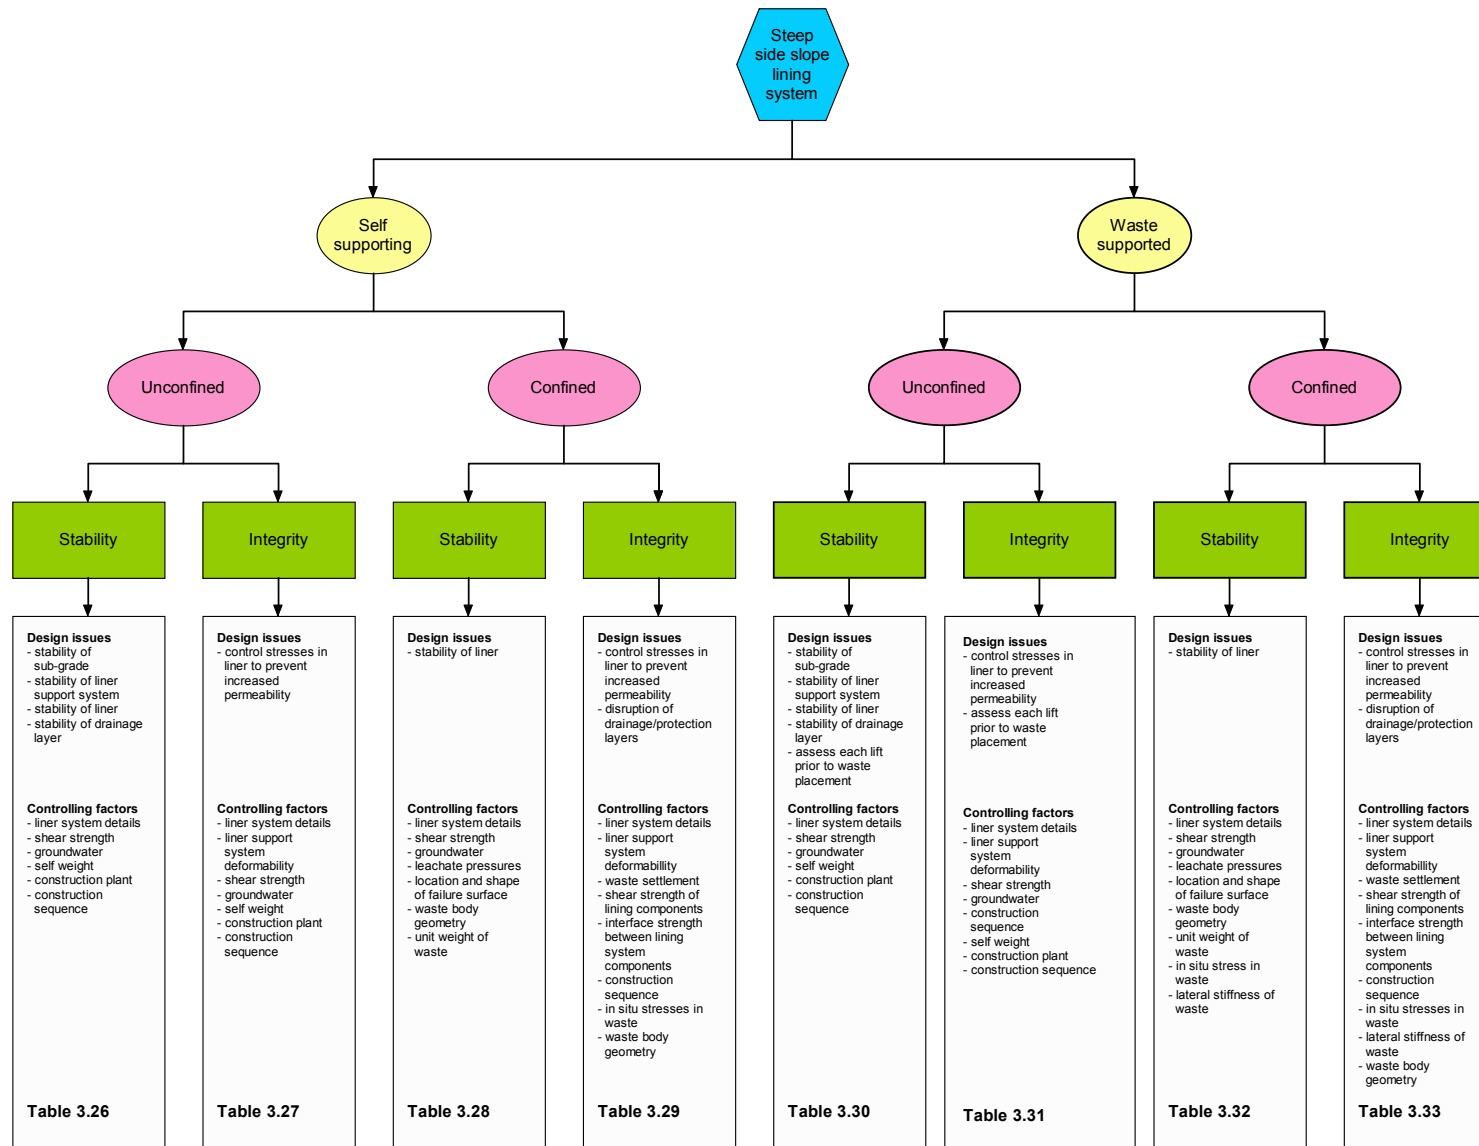 Steep
side slope
lining
system
Self
supporting
Waste
supported
Unconfined
Confined
Unconfined
Confined
Stability
Integrity
Stability
Integrity
Stability
Integrity
Stability
Integrity
Design issues
- stability of
sub-grade
- stability of liner
support system
- stability of liner
- stability of drainage
layer
Controlling factors
- liner system details
- shear strength
- groundwater
- self weight
- construction plant
- construction
sequence
Table 3.26
Design issues
- control stresses in
liner to prevent
increased
permeability
Controlling factors
- liner system details
- liner support
system
deformability
- shear strength
- groundwater
- self weight
- construction plant
- construction
sequence
Table 3.27
Design issues
- stability of liner
Controlling factors
- liner system details
- shear strength
- groundwater
- leachate pressures
- location and shape
of failure surface
- waste body
geometry
- unit weight of
waste
Table 3.28
Design issues
- control stresses in
liner to prevent
increased
permeability
- disruption of
drainage/protection
layers
Controlling factors
- liner system details
- liner support
system
deformabillity
- waste settlement
- shear strength of
lining components
- interface strength
between lining
system
components
- construction
sequence
- in situ stresses in
waste
- waste body
geometry
Table 3.29
Design issues
- stability of
sub-grade
- stability of liner
support system
- stability of liner
- stability of drainage
layer
- assess each lift
prior to waste
placement
Controlling factors
- liner system details
- shear strength
- groundwater
- self weight
- construction plant
- construction
sequence
Table 3.30
Design issues
- control stresses in
liner to prevent
increased
permeability
- assess each lift
prior to waste
placement
Controlling factors
- liner system details
- liner support
system
deformability
- shear strength
- groundwater
- construction
sequence
- self weight
- construction plant
- construction sequence
Table 3.31
Design issues
- stability of liner
Controlling factors
- liner system details
- shear strength
- groundwater
- leachate pressures
- location and shape
of failure surface
- waste body
geometry
- unit weight of
waste
- in situ stress in
waste
- lateral stiffness of
waste
Table 3.32
Design issues
- control stresses in
liner to prevent
increased
permeability
- disruption of
drainage/protection
layers
Controlling factors
- liner system details
- liner support
system
deformabillity
- waste settlement
- shear strength of
lining components
- interface strength
between lining
system
components
- construction
sequence
- in situ stresses in
waste
- lateral stiffness of
waste
- waste body
geometry
Table 3.33